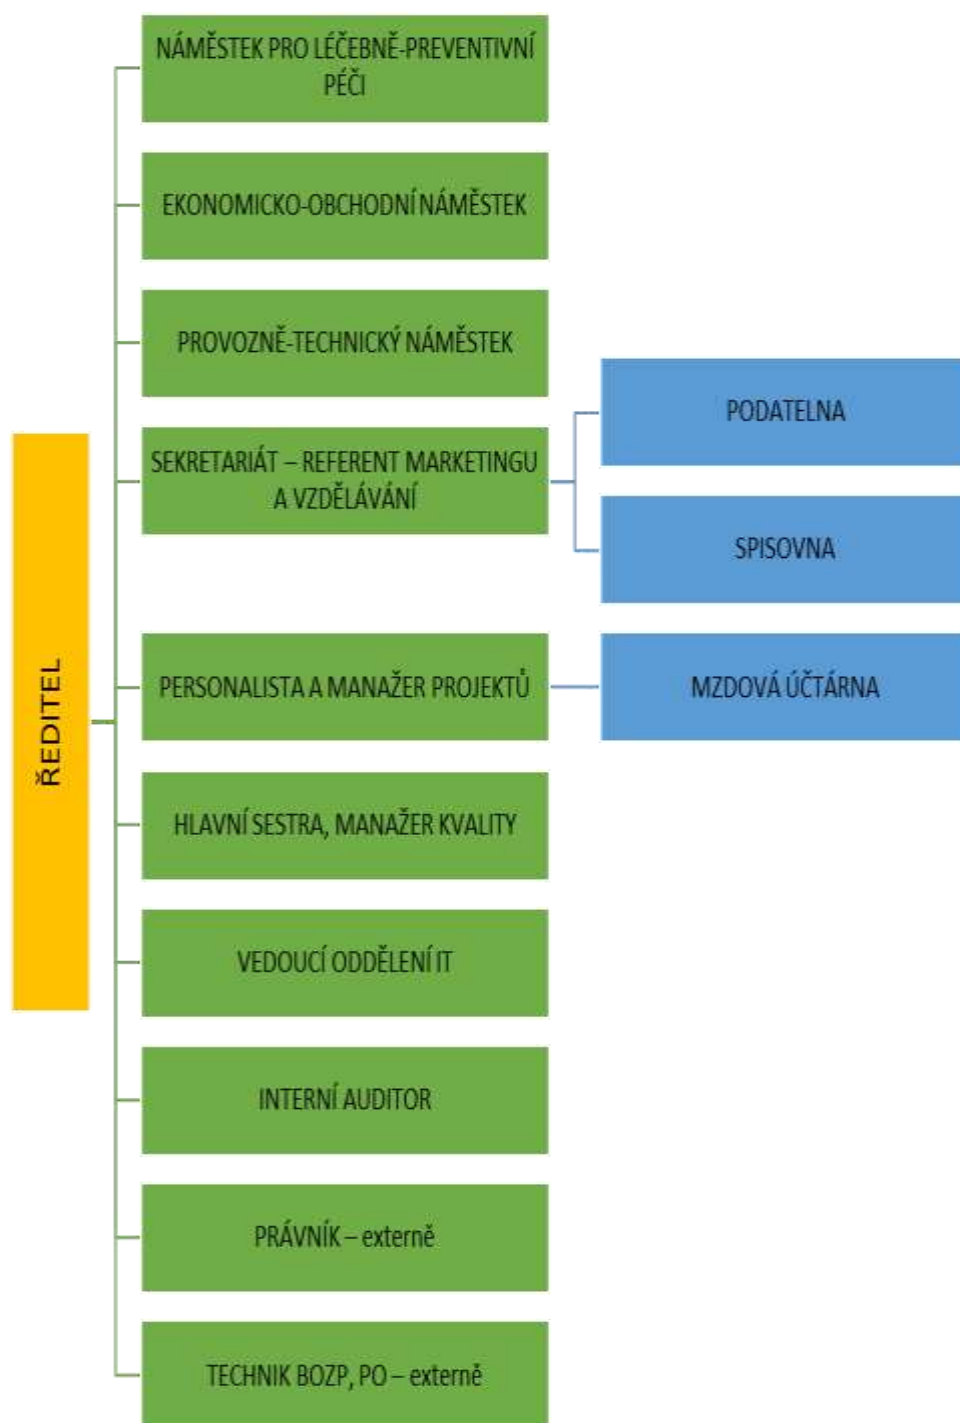 NÁMĚSTEK PRO LÉČEBNĚ-PREVENTIVNÍ
PÉČI
EKONOMICKO-OBCHODNÍ NÁMĚSTEK
PROVOZNĚ-TECHNICKÝ NÁMĚSTEK
PODATELNA
SEKRETARIÁT – REFERENT MARKETINGU
A VZDĚLÁVÁNÍ
SPISOVNA
ŘEDITEL
PERSONALISTA A MANAŽER PROJEKTŮ
MZDOVÁ ÚČTÁRNA
HLAVNÍ SESTRA, MANAŽER KVALITY
VEDOUCÍ ODDĚLENÍ IT
INTERNÍ AUDITOR
PRÁVNÍK – externě
TECHNIK BOZP, PO – externě